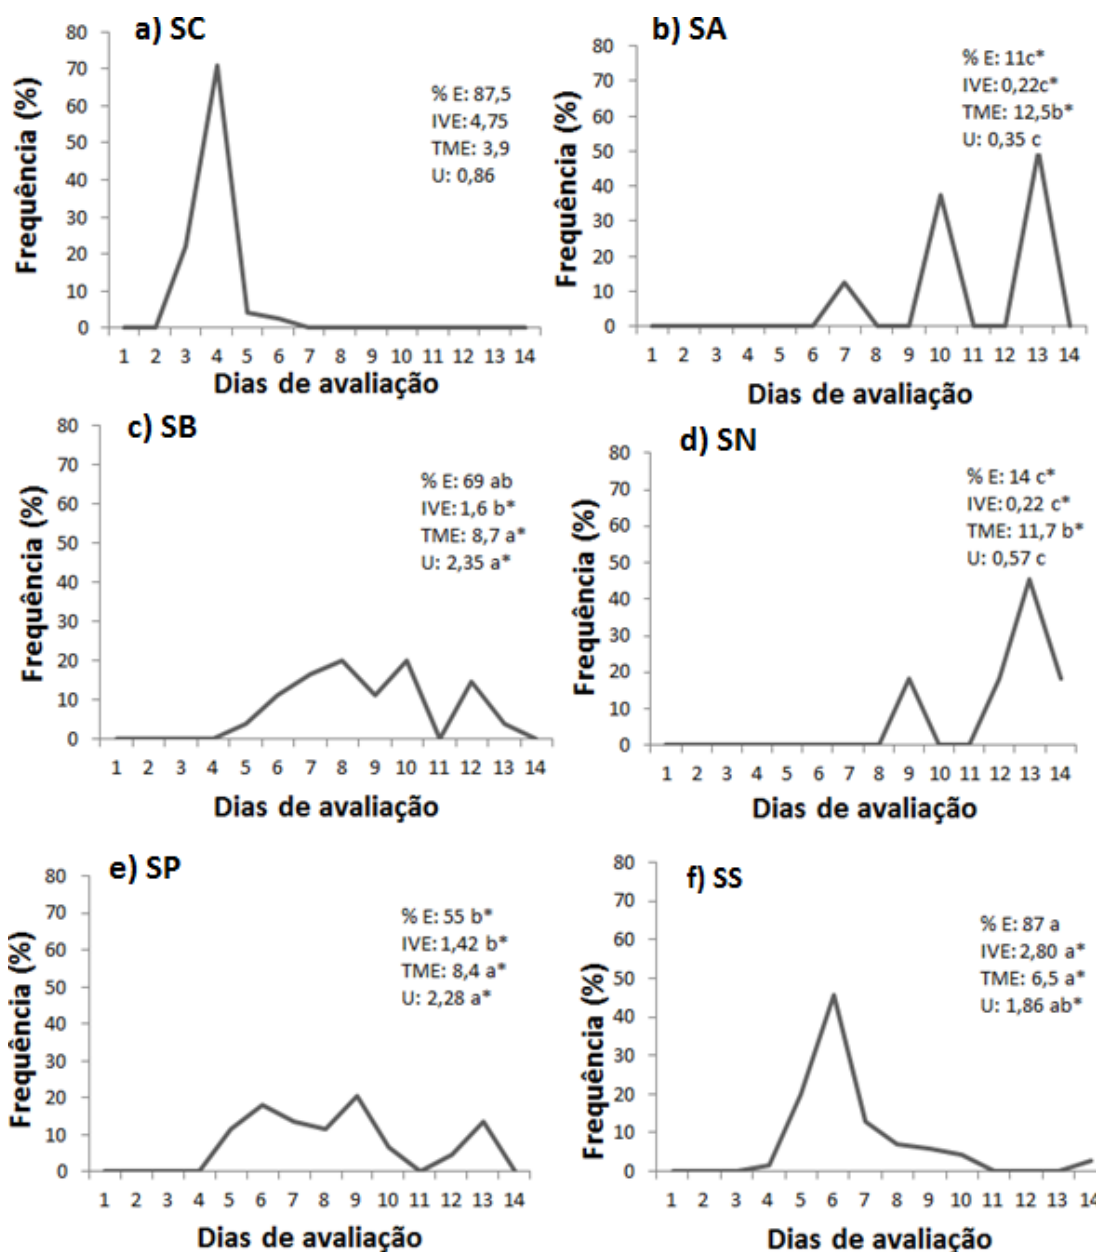 a) SC
Frequência (%)
80
70
60
50
40
30
20
10
0
% E: 87,5
IVE: 4,75
TME: 3,9
U: 0,86
1 2 3 4 5 6 7 8 9 10 11 12 13 14
Dias de avaliação
b) SA
Frequência (%)
80
70
60
50
40
30
20
10
0
% E: 11c*
IVE: 0,22c*
TME: 12,5b*
U: 0,35 c
1 2 3 4 5 6 7 8 9 10 11 12 13 14
Dias de avaliação
c) SB
Frequência (%)
80
70
60
50
40
30
20
10
0
% E: 69 ab
IVE: 1,6 b*
TME: 8,7 a*
U: 2,35 a*
1 2 3 4 5 6 7 8 9 10 11 12 13 14
Dias de avaliação
d) SN
Frequência (%)
80
70
60
50
40
30
20
10
0
% E: 14 c*
IVE: 0,22 c*
TME: 11,7 b*
U: 0,57 c
1 2 3 4 5 6 7 8 9 10 11 12 13 14
Dias de avaliação
e) SP
Frequência (%)
80
70
60
50
40
30
20
10
0
% E: 55 b*
IVE: 1,42 b*
TME: 8,4 a*
U: 2,28 a*
1 2 3 4 5 6 7 8 9 10 11 12 13 14
Dias de avaliação
f) SS
Frequência (%)
80
70
60
50
40
30
20
10
0
% E: 87 a
IVE: 2,80 a*
TME: 6,5 a*
U: 1,86 ab*
1 2 3 4 5 6 7 8 9 10 11 12 13 14
Dias de avaliação